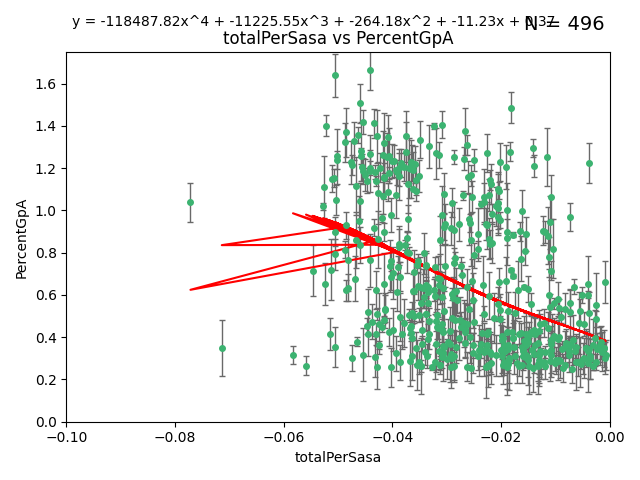 y = -118487.82x^4 + -11225.55x^3 + -264.18x^2 + -11.23x + 0.37
N = 496
totalPerSasa vs PercentGpA
PercentGpA
1.6
1.4
1.2
1.0
0.8
0.6
0.4
0.2
0.0
−0.10 −0.08 −0.06 −0.04 −0.02 0.00
totalPerSasa